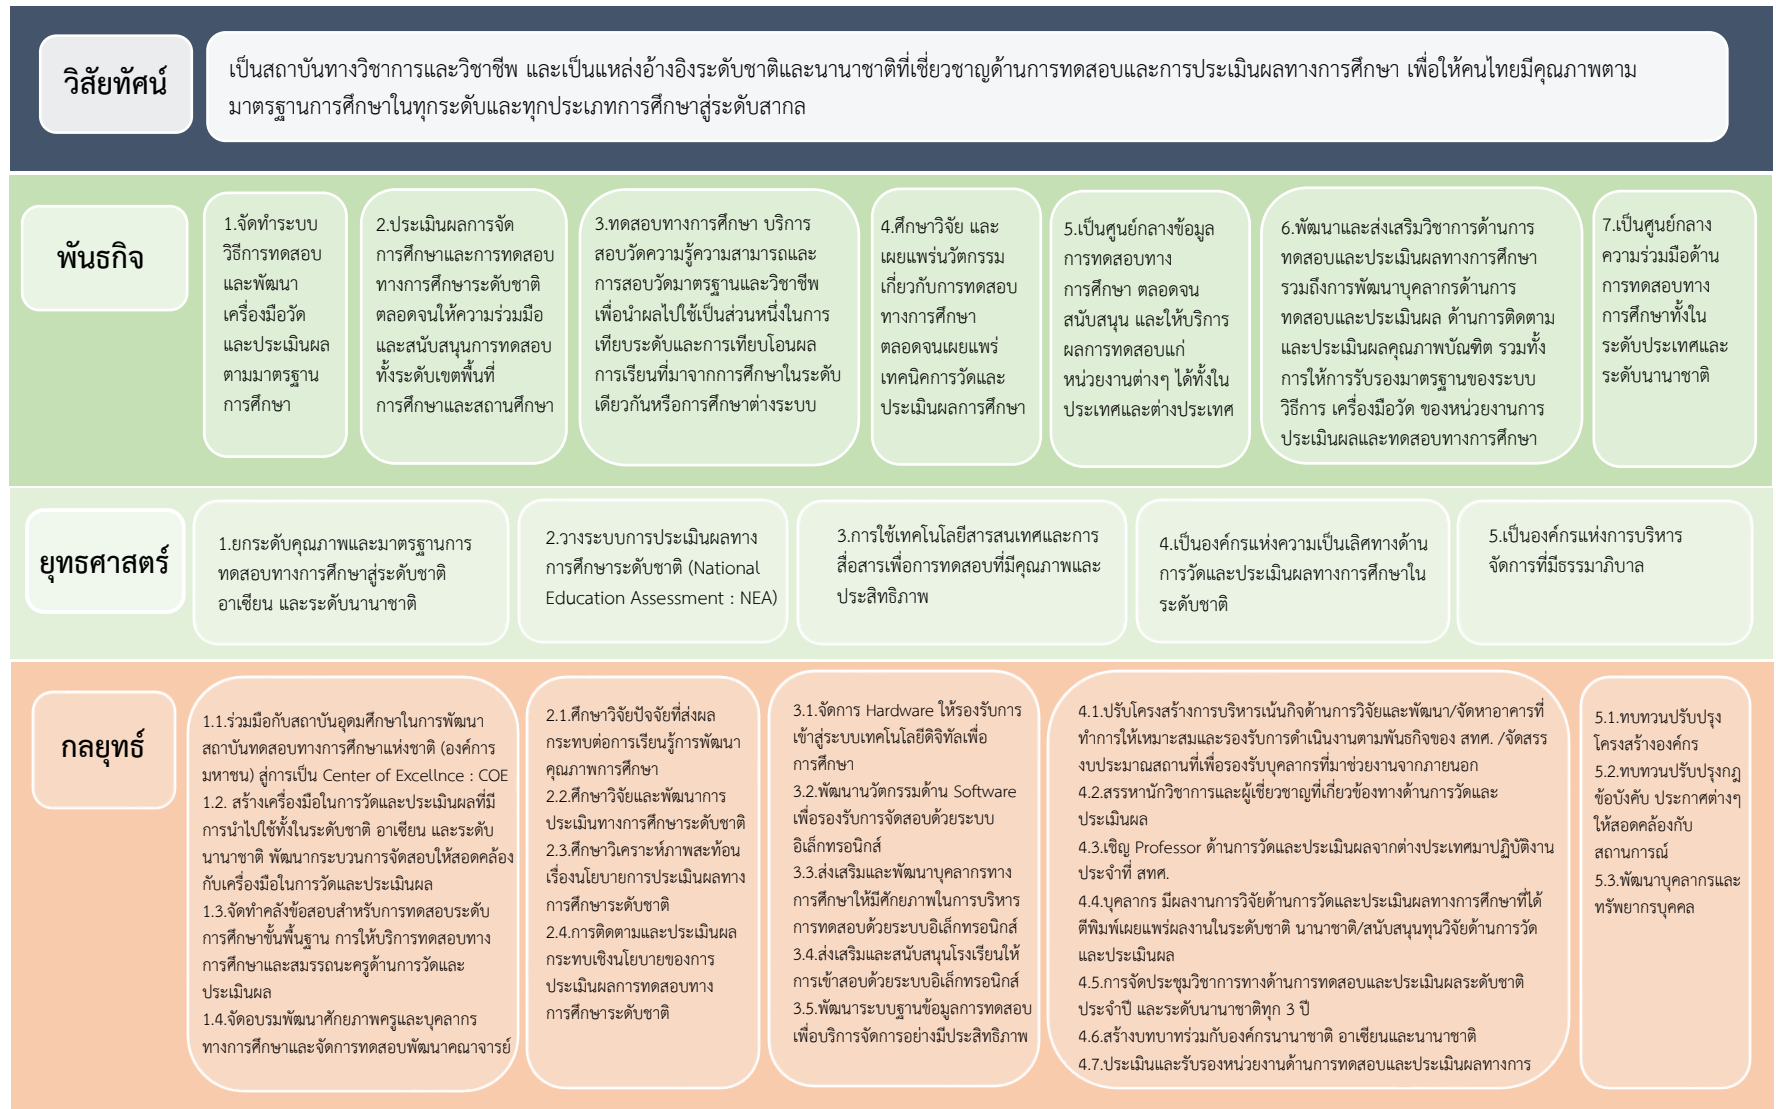 วิสัยทัศน์
เป็นสถาบันทางวิชาการและวิชาชีพ และเป็นแหล่งอ้างอิงระดับชาติและนานาชาติที่เชี่ยวชาญด้านการทดสอบและการประเมินผลทางการศึกษา เพื่อให้คนไทยมีคุณภาพตาม
มาตรฐานการศึกษาในทุกระดับและทุกประเภทการศึกษาสู่ระดับสากล
พันธกิจ
1.จัดทำระบบ
วิธีการทดสอบ
และพัฒนา
เครื่องมือวัด
และประเมินผล
ตามมาตรฐาน
การศึกษา
2.ประเมินผลการจัด
การศึกษาและการทดสอบ
ทางการศึกษาระดับชาติ
ตลอดจนให้ความร่วมมือ
และสนับสนุนการทดสอบ
ทั้งระดับเขตพื้นที่
การศึกษาและสถานศึกษา
3.ทดสอบทางการศึกษา บริการ
สอบวัดความรู้ความสามารถและ
การสอบวัดมาตรฐานและวิชาชีพ
เพื่อนำผลไปใช้เป็นส่วนหนึ่งในการ
เทียบระดับและการเทียบโอนผล
การเรียนที่มาจากการศึกษาในระดับ
เดียวกันหรือการศึกษาต่างระบบ
4.ศึกษาวิจัย และ
เผยแพร่นวัตกรรม
เกี่ยวกับการทดสอบ
ทางการศึกษา
ตลอดจนเผยแพร่
เทคนิคการวัดและ
ประเมินผลการศึกษา
5.เป็นศูนย์กลางข้อมูล
การทดสอบทาง
การศึกษา ตลอดจน
สนับสนุน และให้บริการ
ผลการทดสอบแก่
หน่วยงานต่างๆ ได้ทั้งใน
ประเทศและต่างประเทศ
6.พัฒนาและส่งเสริมวิชาการด้านการ
ทดสอบและประเมินผลทางการศึกษา
รวมถึงการพัฒนาบุคลากรด้านการ
ทดสอบและประเมินผล ด้านการติดตาม
และประเมินผลคุณภาพบัณฑิต รวมทั้ง
การให้การรับรองมาตรฐานของระบบ
วิธีการ เครื่องมือวัด ของหน่วยงานการ
ประเมินผลและทดสอบทางการศึกษา
7.เป็นศูนย์กลาง
ความร่วมมือด้าน
การทดสอบทาง
การศึกษาทั้งใน
ระดับประเทศและ
ระดับนานาชาติ
ยุทธศาสตร์
1.ยกระดับคุณภาพและมาตรฐานการ
ทดสอบทางการศึกษาสู่ระดับชาติ
อาเซียน และระดับนานาชาติ
2.วางระบบการประเมินผลทาง
การศึกษาระดับชาติ (National
Education Assessment : NEA)
3.การใช้เทคโนโลยีสารสนเทศและการ
สื่อสารเพื่อการทดสอบที่มีคุณภาพและ
ประสิทธิภาพ
4.เป็นองค์กรแห่งความเป็นเลิศทางด้าน
การวัดและประเมินผลทางการศึกษาใน
ระดับชาติ
5.เป็นองค์กรแห่งการบริหาร
จัดการที่มีธรรมาภิบาล
กลยุทธ์
1.1.ร่วมมือกับสถาบันอุดมศึกษาในการพัฒนา
สถาบันทดสอบทางการศึกษาแห่งชาติ (องค์การ
มหาชน) สู่การเป็น Center of Excellnce : COE
1.2. สร้างเครื่องมือในการวัดและประเมินผลที่มี
การนำไปใช้ทั้งในระดับชาติ อาเซียน และระดับ
นานาชาติ พัฒนากระบวนการจัดสอบให้สอดคล้อง
กับเครื่องมือในการวัดและประเมินผล
1.3.จัดทำคลังข้อสอบสำหรับการทดสอบระดับ
การศึกษาขั้นพื้นฐาน การให้บริการทดสอบทาง
การศึกษาและสมรรถนะครูด้านการวัดและ
ประเมินผล
1.4.จัดอบรมพัฒนาศักยภาพครูและบุคลากร
ทางการศึกษาและจัดการทดสอบพัฒนาคณาจารย์
2.1.ศึกษาวิจัยปัจจัยที่ส่งผล
กระทบต่อการเรียนรู้การพัฒนา
คุณภาพการศึกษา
2.2.ศึกษาวิจัยและพัฒนาการ
ประเมินทางการศึกษาระดับชาติ
2.3.ศึกษาวิเคราะห์ภาพสะท้อน
เรื่องนโยบายการประเมินผลทาง
การศึกษาระดับชาติ
2.4.การติดตามและประเมินผล
กระทบเชิงนโยบายของการ
ประเมินผลการทดสอบทาง
การศึกษาระดับชาติ
3.1.จัดการ Hardware ให้รองรับการ
เข้าสู่ระบบเทคโนโลยีดิจิทัลเพื่อ
การศึกษา
3.2.พัฒนานวัตกรรมด้าน Software
เพื่อรองรับการจัดสอบด้วยระบบ
อิเล็กทรอนิกส์
3.3.ส่งเสริมและพัฒนาบุคลากรทาง
การศึกษาให้มีศักยภาพในการบริหาร
การทดสอบด้วยระบบอิเล็กทรอนิกส์
3.4.ส่งเสริมและสนับสนุนโรงเรียนให้
การเข้าสอบด้วยระบบอิเล็กทรอนิกส์
3.5.พัฒนาระบบฐานข้อมูลการทดสอบ
เพื่อบริการจัดการอย่างมีประสิทธิภาพ
4.1.ปรับโครงสร้างการบริหารเน้นกิจด้านการวิจัยและพัฒนา/จัดหาอาคารที่
ทำการให้เหมาะสมและรองรับการดำเนินงานตามพันธกิจของ สทศ. /จัดสรร
งบประมาณสถานที่เพื่อรองรับบุคลากรที่มาช่วยงานจากภายนอก
4.2.สรรหานักวิชาการและผู้เชี่ยวชาญที่เกี่ยวข้องทางด้านการวัดและ
ประเมินผล
4.3.เชิญ Professor ด้านการวัดและประเมินผลจากต่างประเทศมาปฏิบัติงาน
ประจำที่ สทศ.
4.4.บุคลากร มีผลงานการวิจัยด้านการวัดและประเมินผลทางการศึกษาที่ได้
ตีพิมพ์เผยแพร่ผลงานในระดับชาติ นานาชาติ/สนับสนุนทุนวิจัยด้านการวัด
และประเมินผล
4.5.การจัดประชุมวิชาการทางด้านการทดสอบและประเมินผลระดับชาติ
ประจำปี และระดับนานาชาติทุก 3 ปี
4.6.สร้างบทบาทร่วมกับองค์กรนานาชาติ อาเซียนและนานาชาติ
4.7.ประเมินและรับรองหน่วยงานด้านการทดสอบและประเมินผลทางการ
5.1.ทบทวนปรับปรุง
โครงสร้างองค์กร
5.2.ทบทวนปรับปรุงกฎ
ข้อบังคับ ประกาศต่างๆ
ให้สอดคล้องกับ
สถานการณ์
5.3.พัฒนาบุคลากรและ
ทรัพยากรบุคคล